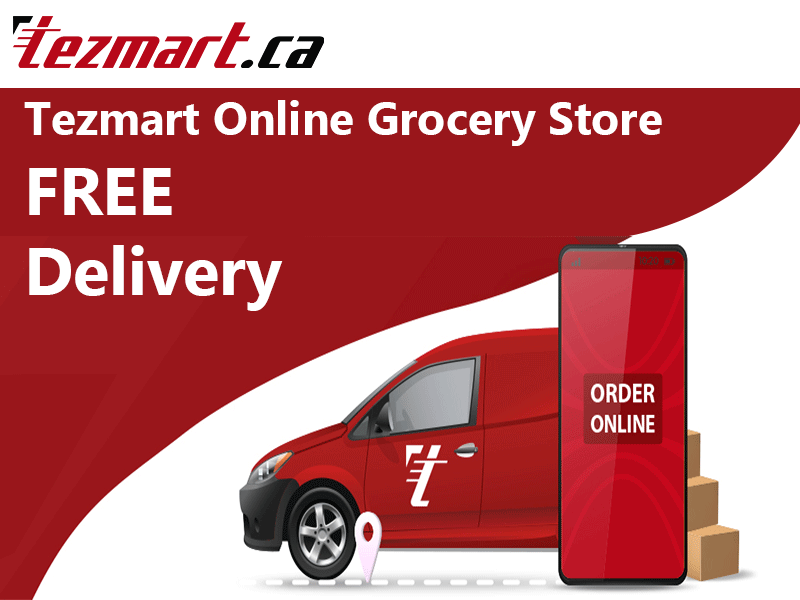 tezmart.ca
Tezmart Online Grocery Store
FREE
Delivery
ORDER
ONLINE
t